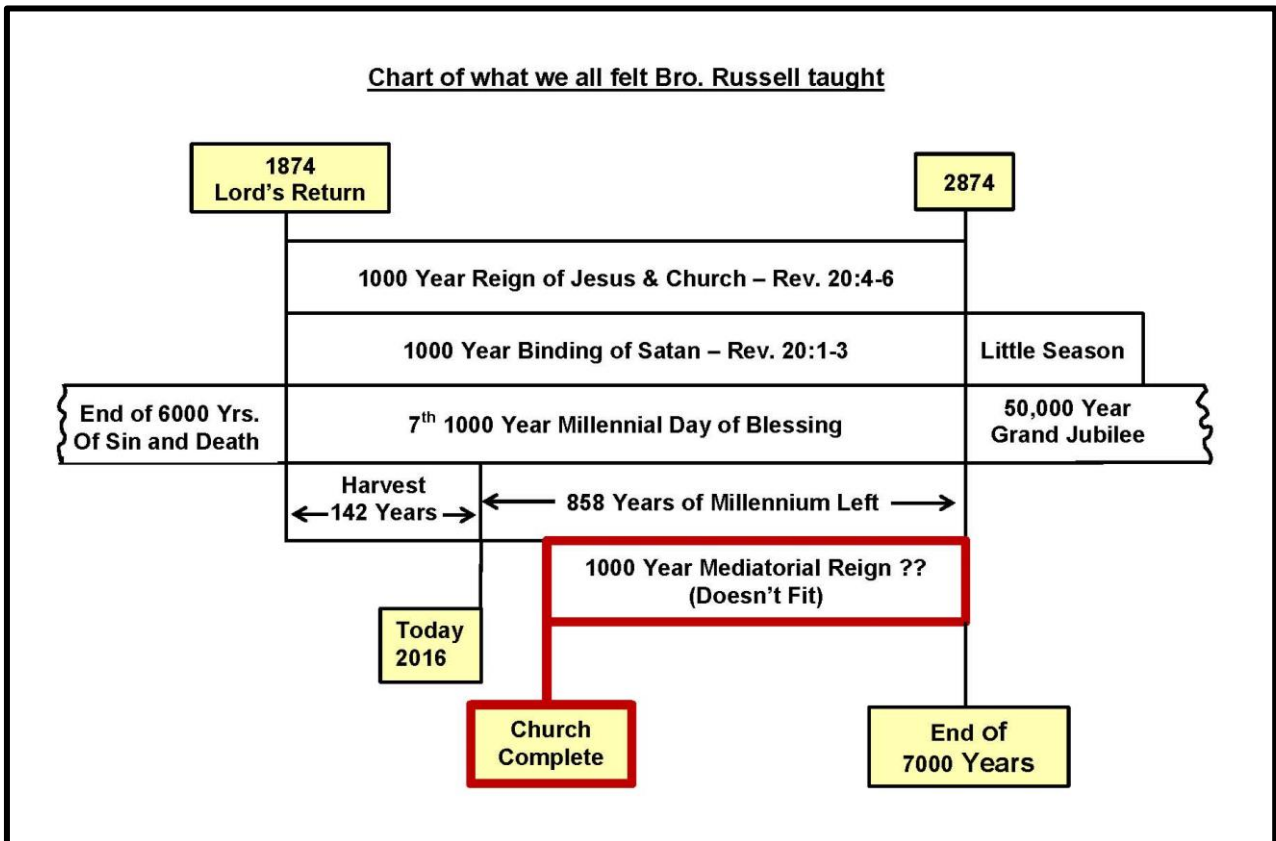 Chart of what we all felt Bro. Russell taught
1874
Lord's Return
2874
1000 Year Reign of Jesus & Church – Rev. 20:4-6
1000 Year Binding of Satan – Rev. 20:1-3
Little Season
End of 6000 Yrs.
Of Sin and Death
7th 1000 Year Millennial Day of Blessing
50,000 Year
Grand Jubilee
Harvest
142 Years
858 Years of Millennium Left
1000 Year Mediatorial Reign ??
(Doesn't Fit)
Today
2016
Church
Complete
End of
7000 Years